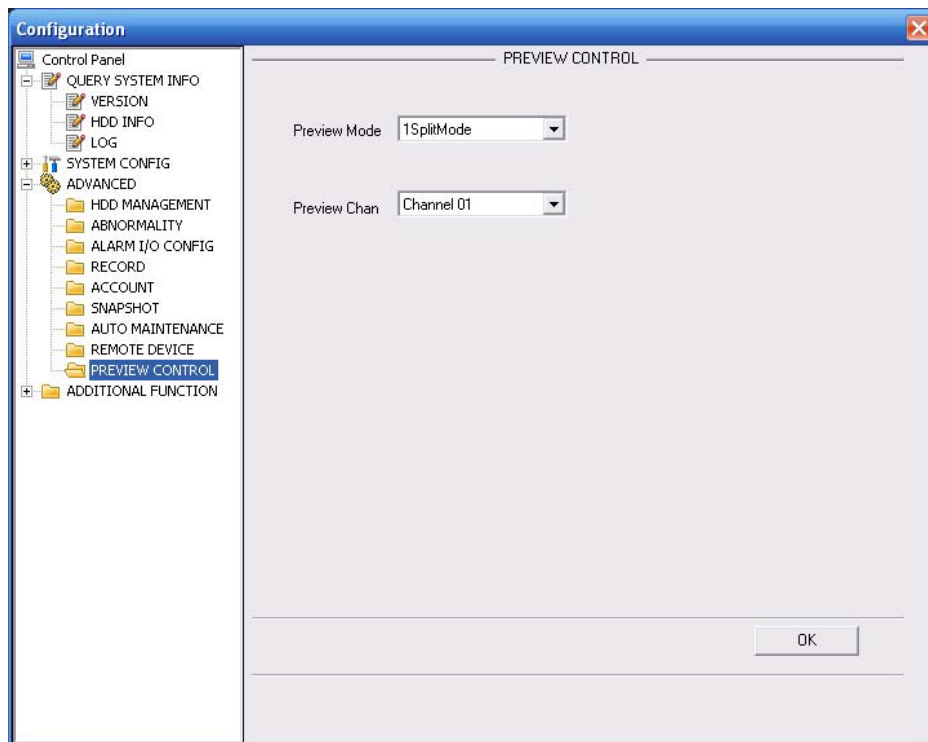 Configuration
Control Panel
QUERY SYSTEM INFO
VERSION
HDD INFO
LOG
SYSTEM CONFIG
ADVANCED
HDD MANAGEMENT
ABNORMALITY
ALARM I/O CONFIG
RECORD
ACCOUNT
SNAPSHOT
AUTO MAINTENANCE
REMOTE DEVICE
PREVIEW CONTROL
ADDITIONAL FUNCTION
PREVIEW CONTROL
Preview Mode 1SplitMode
Preview Chan Channel 01
OK